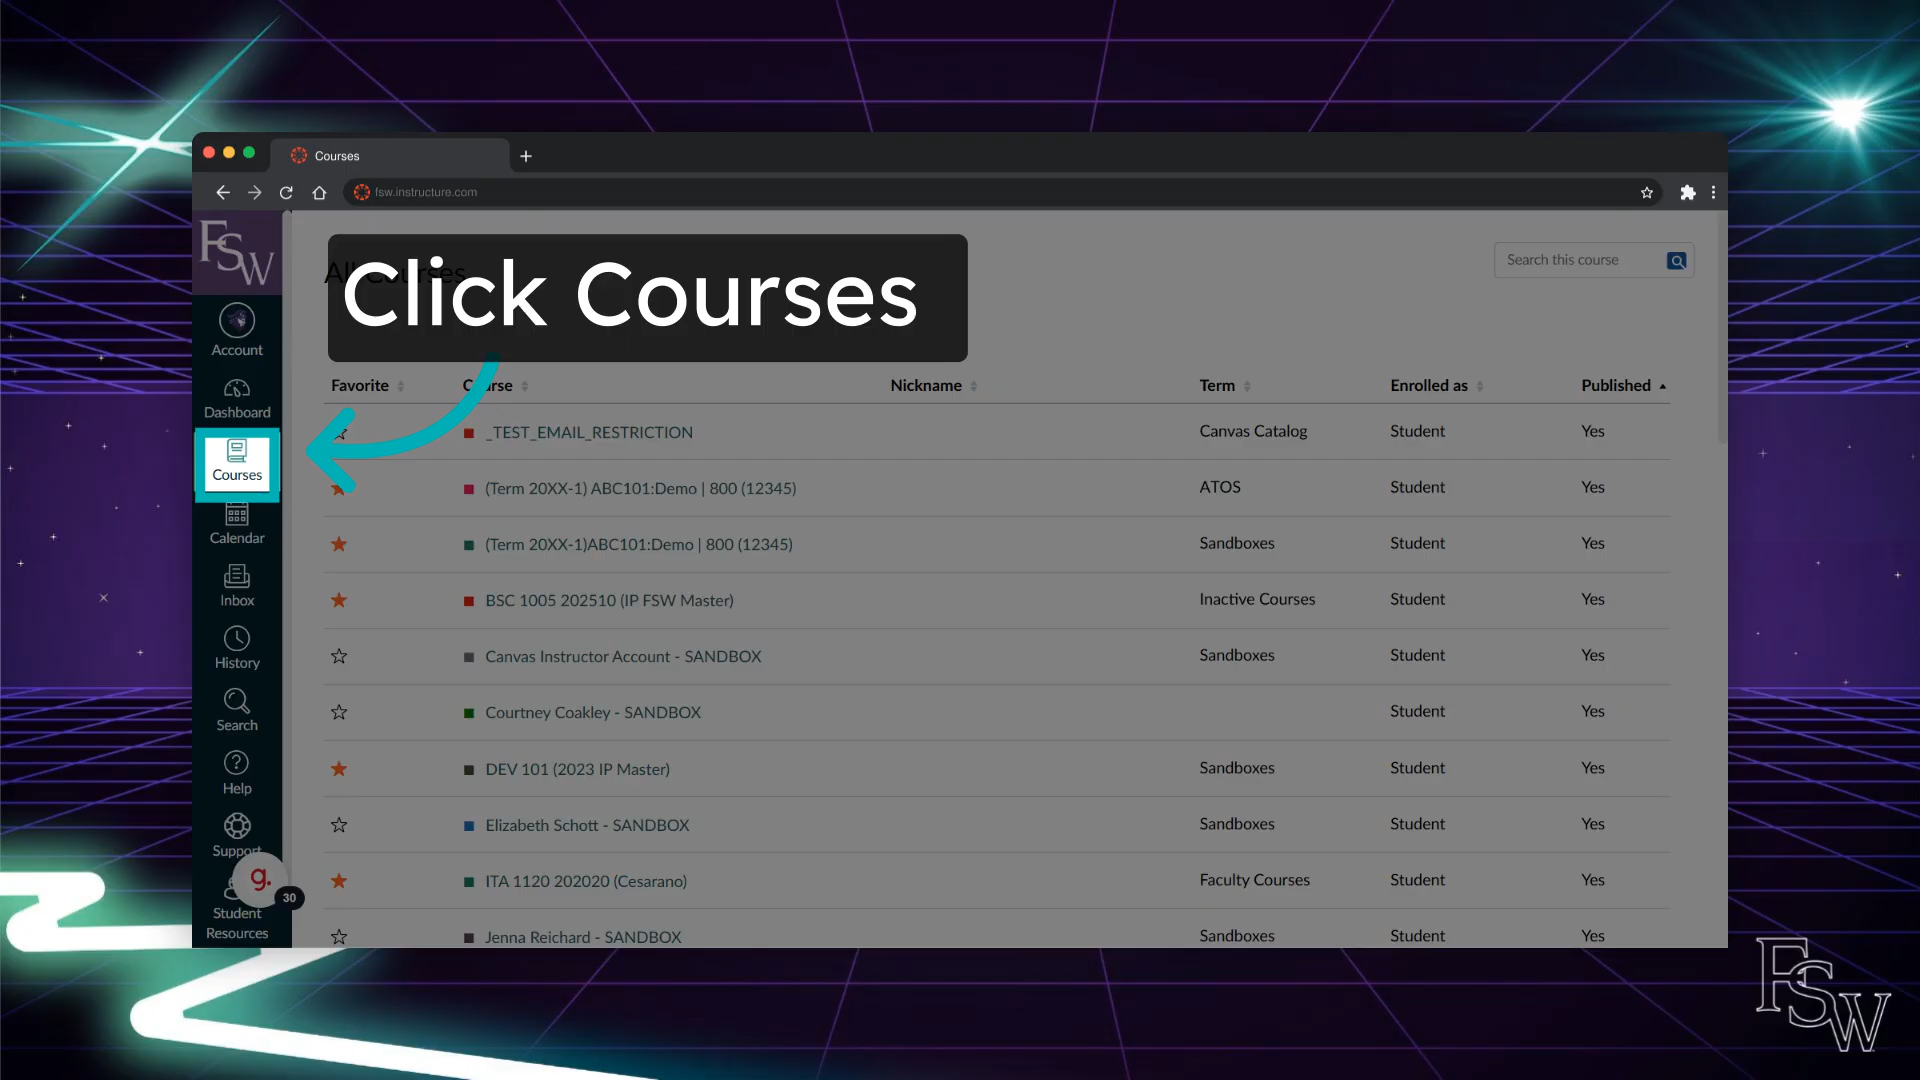 Courses
fsw.instructure.com
FSW
Click Courses
Search this course
Account
Dashboard
Courses
Calendar
Inbox
History
Search
Help
Support
g.
30
Student
Resources
Favorite Course Nickname Term Enrolled as Published
_TEST_EMAIL_RESTRICTION Canvas Catalog Student Yes
(Term 20XX-1) ABC101:Demo | 800 (12345) ATOS Student Yes
(Term 20XX-1)ABC101:Demo | 800 (12345) Sandboxes Student Yes
BSC 1005 202510 (IP FSW Master) Inactive Courses Student Yes
Canvas Instructor Account - SANDBOX Sandboxes Student Yes
Courtney Coakley - SANDBOX Student Yes
DEV 101 (2023 IP Master) Sandboxes Student Yes
Elizabeth Schott - SANDBOX Sandboxes Student Yes
ITA 1120 202020 (Cesarano) Faculty Courses Student Yes
Jenna Reichard - SANDBOX Sandboxes Student Yes
FSW